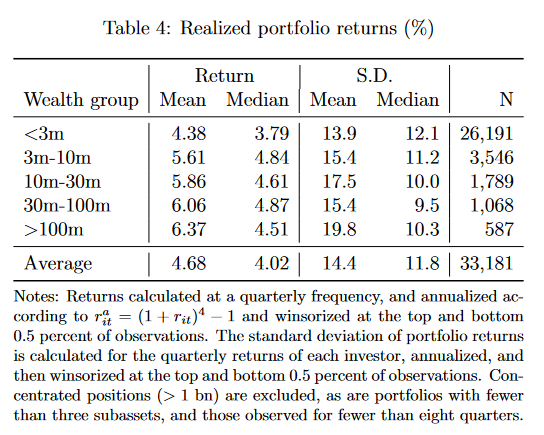 Table 4: Realized portfolio returns (%)
Return S.D.
Wealth group Mean Median Mean Median N
<3m 4.38 3.79 13.9 12.1 26,191
3m-10m 5.61 4.84 15.4 11.2 3,546
10m-30m 5.86 4.61 17.5 10.0 1,789
30m-100m 6.06 4.87 15.4 9.5 1,068
>100m 6.37 4.51 19.8 10.3 587
Average 4.68 4.02 14.4 11.8 33,181
Notes: Returns calculated at a quarterly frequency, and annualized ac-
cording to r^a_it = (1 + r_it)^4 − 1 and winsorized at the top and bottom
0.5 percent of observations. The standard deviation of portfolio returns
is calculated for the quarterly returns of each investor, annualized, and
then winsorized at the top and bottom 0.5 percent of observations. Con-
centrated positions (> 1 bn) are excluded, as are portfolios with fewer
than three subassets, and those observed for fewer than eight quarters.